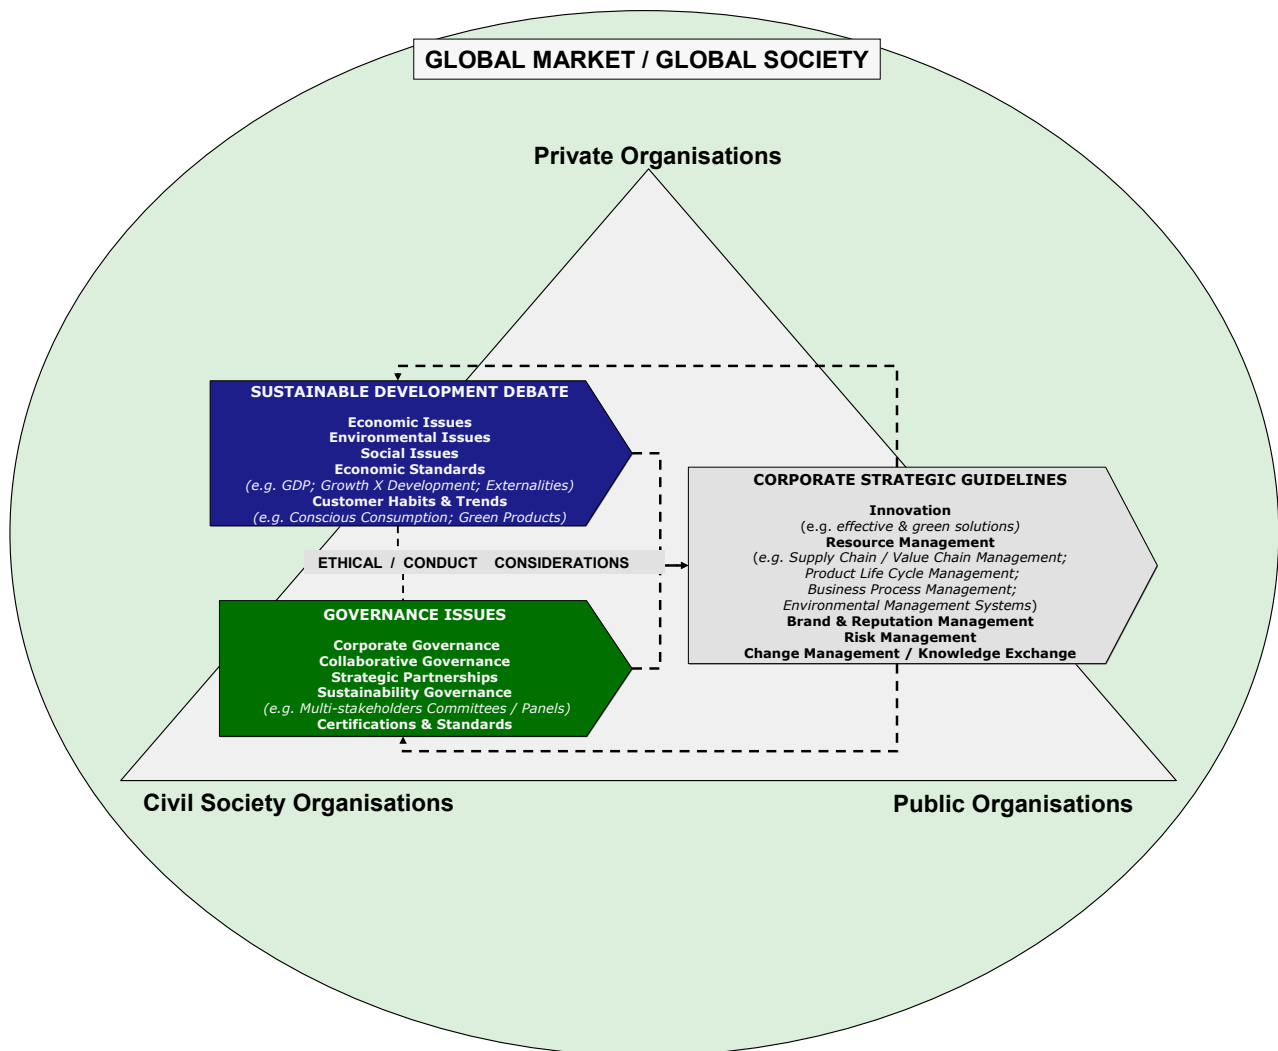 GLOBAL MARKET / GLOBAL SOCIETY
Private Organisations
SUSTAINABLE DEVELOPMENT DEBATE
Economic Issues
Environmental Issues
Social Issues
Economic Standards
(e.g. GDP; Growth X Development; Externalities)
Customer Habits & Trends
(e.g. Conscious Consumption; Green Products)
ETHICAL / CONDUCT CONSIDERATIONS
GOVERNANCE ISSUES
Corporate Governance
Collaborative Governance
Strategic Partnerships
Sustainability Governance
(e.g. Multi-stakeholders Committees / Panels)
Certifications & Standards
CORPORATE STRATEGIC GUIDELINES
Innovation
(e.g. effective & green solutions)
Resource Management
(e.g. Supply Chain / Value Chain Management;
Product Life Cycle Management;
Business Process Management;
Environmental Management Systems)
Brand & Reputation Management
Risk Management
Change Management / Knowledge Exchange
Civil Society Organisations
Public Organisations